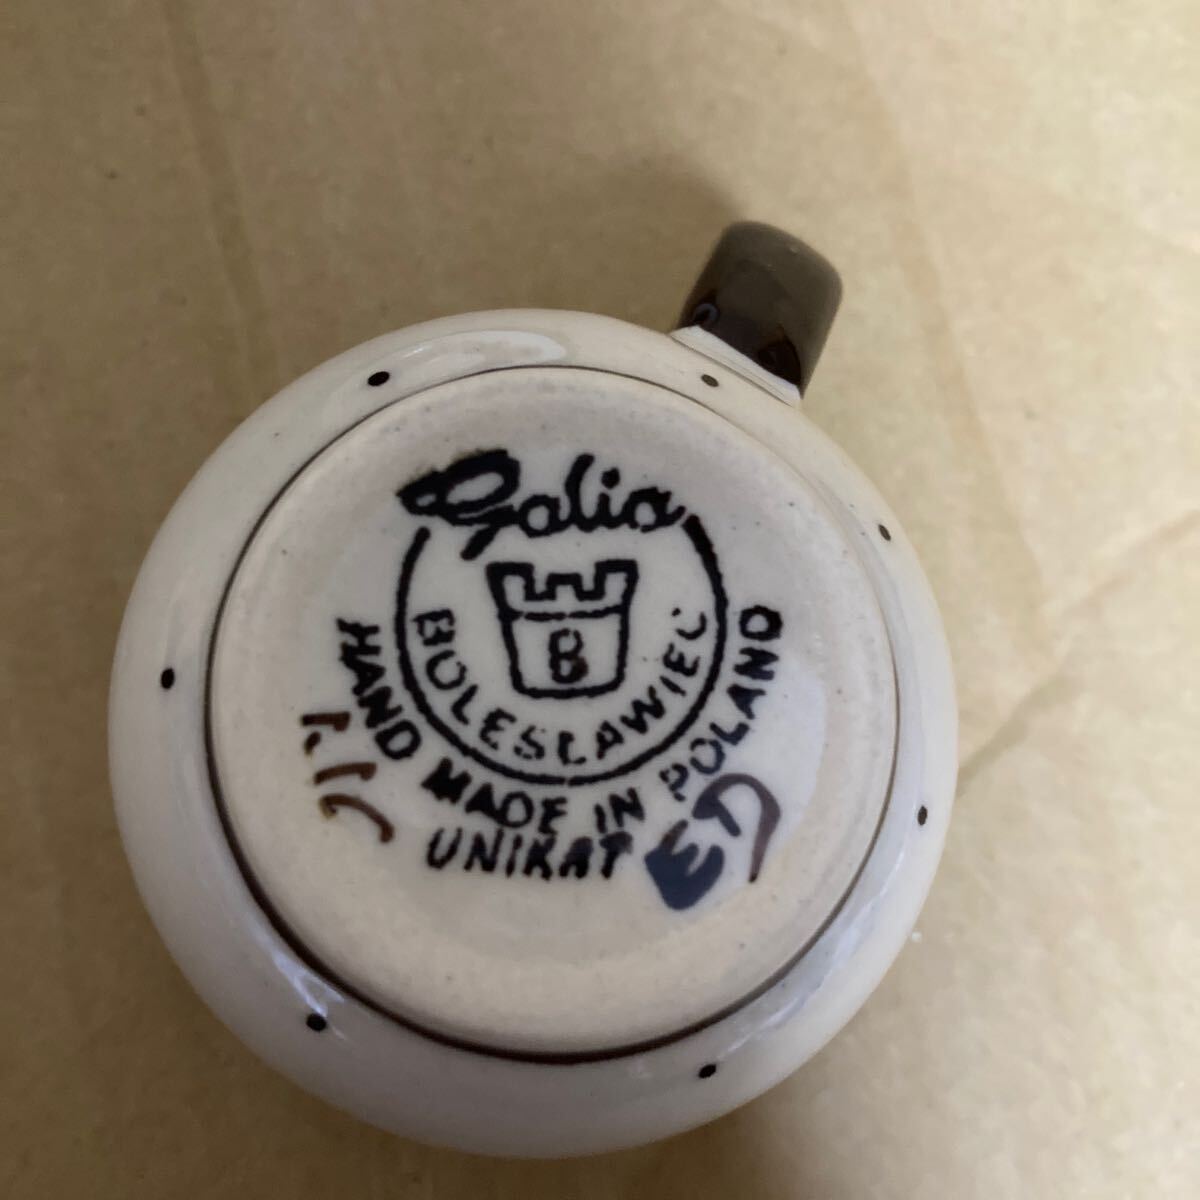 Galia
B
BOLESŁAWIEC
HAND MADE IN POLAND
UNIKAT